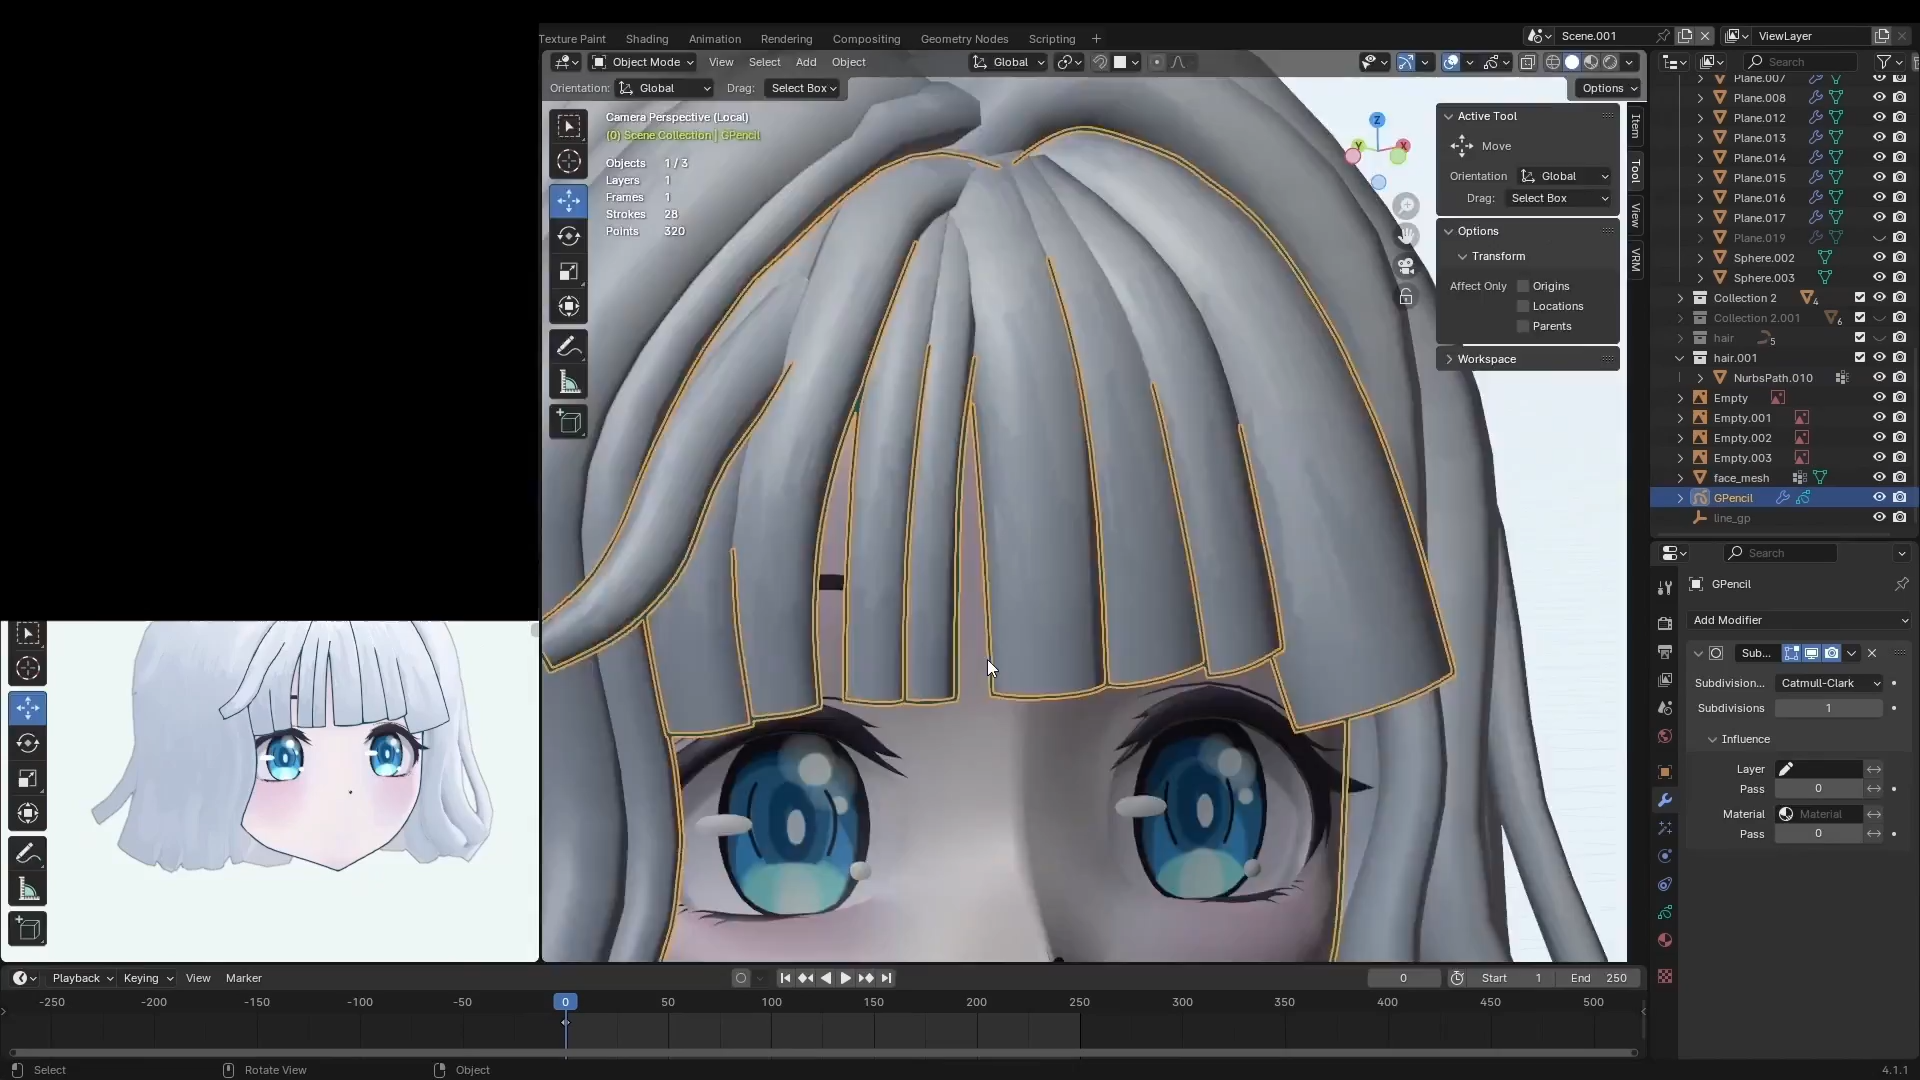 Texture Paint Shading Animation Rendering Compositing Geometry Nodes Scripting +
Scene.001
ViewLayer
Object Mode View Select Add Object
Global
Search
Orientation: Global Drag: Select Box
Options
Camera Perspective (Local)
(0) Scene Collection | GPencil
Objects 1 / 3
Layers 1
Frames 1
Strokes 28
Points 320
Z
Y
X
Active Tool
Move
Orientation Global
Drag: Select Box
Options
Transform
Affect Only Origins
Locations
Parents
Workspace
Item
Tool
View
VRM
Plane.007
Plane.008
Plane.012
Plane.013
Plane.014
Plane.015
Plane.016
Plane.017
Plane.019
Sphere.002
Sphere.003
Collection 2 4
Collection 2.001 6
hair 5
hair.001
NurbsPath.010
Empty
Empty.001
Empty.002
Empty.003
face_mesh
GPencil
line_gp
Search
GPencil
Add Modifier
Sub...
Subdivision... Catmull-Clark
Subdivisions 1
Influence
Layer
Pass 0
Material Material
Pass 0
Playback Keying View Marker
0 Start 1 End 250
-250 -200 -150 -100 -50 0 50 100 150 200 250 300 350 400 450 500
Select Rotate View Object 4.1.1